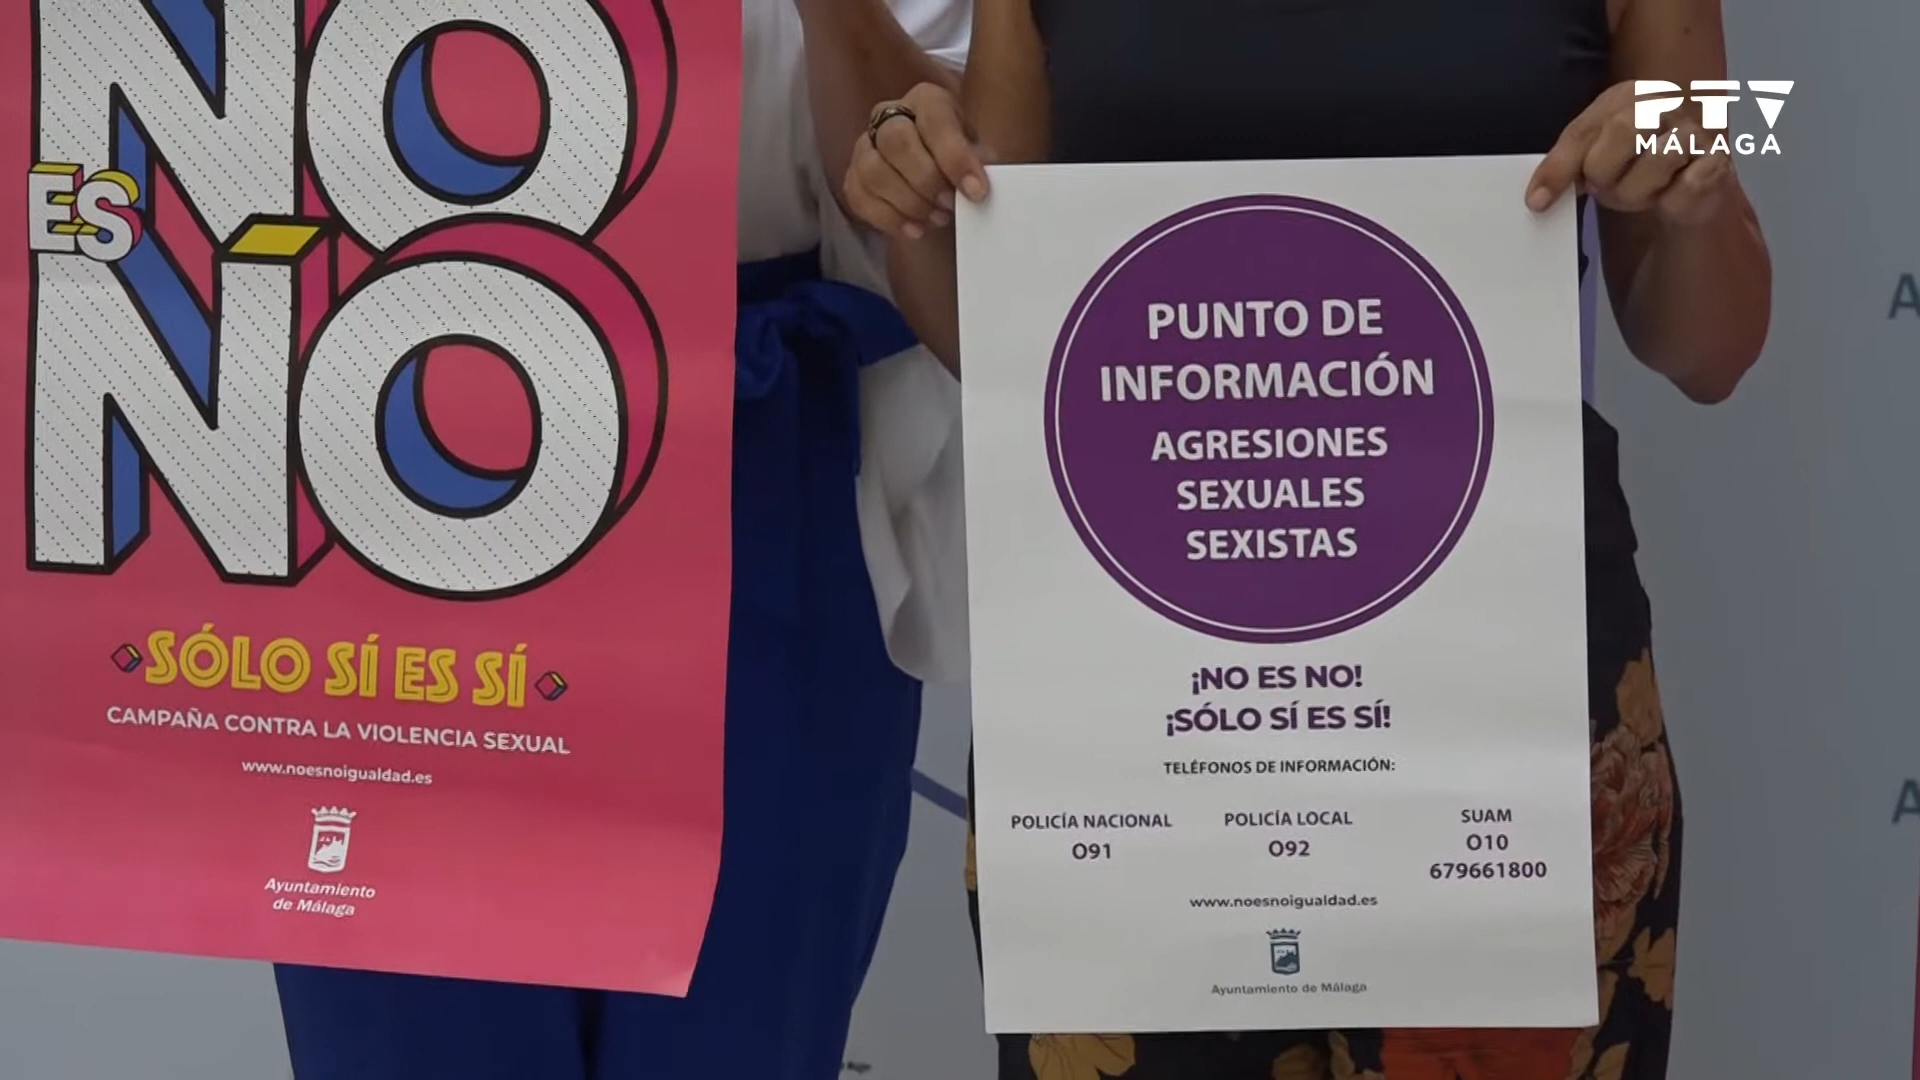 NO
ES
NO
SÓLO SÍ ES SÍ
CAMPAÑA CONTRA LA VIOLENCIA SEXUAL
www.noesnoigualdad.es
Ayuntamiento
de Málaga
PTV
MÁLAGA
PUNTO DE
INFORMACIÓN
AGRESIONES
SEXUALES
SEXISTAS
¡NO ES NO!
¡SÓLO SÍ ES SÍ!
TELÉFONOS DE INFORMACIÓN:
POLICÍA NACIONAL
091
POLICÍA LOCAL
092
SUAM
010
679661800
www.noesnoigualdad.es
Ayuntamiento de Málaga